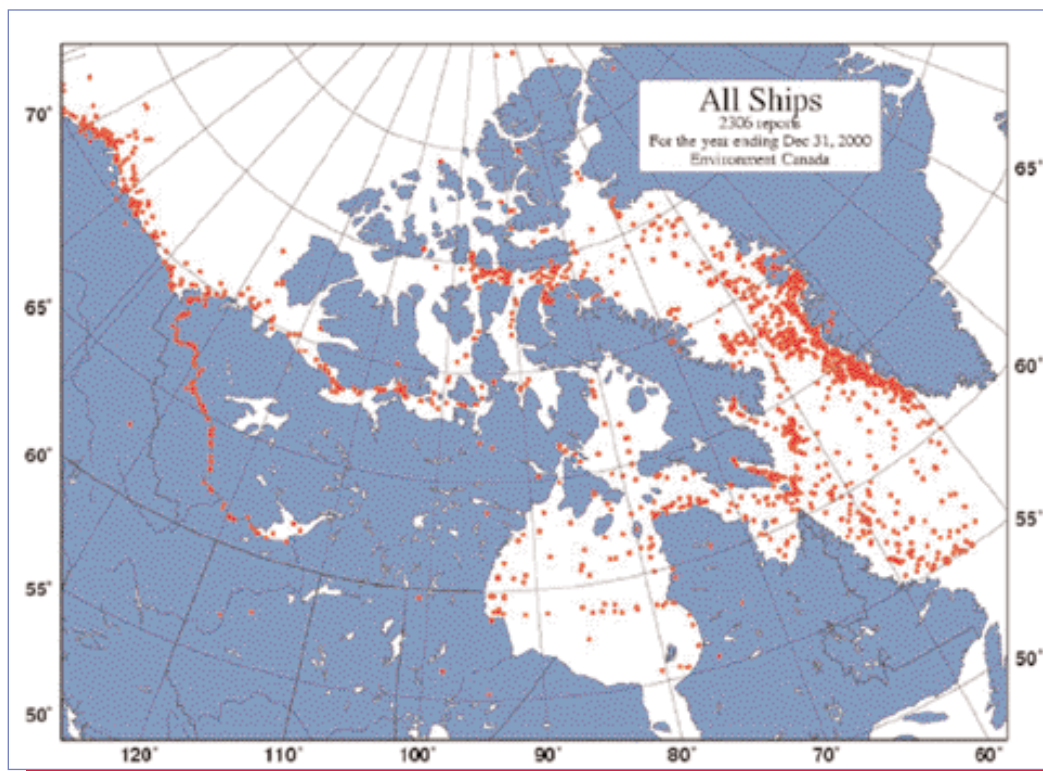 All Ships
2306 reports
For the year ending Dec 31, 2000
Environment Canada
70°
65°
65°
60°
60°
55°
55°
50°
50°
120° 110° 100° 90° 80° 70° 60°